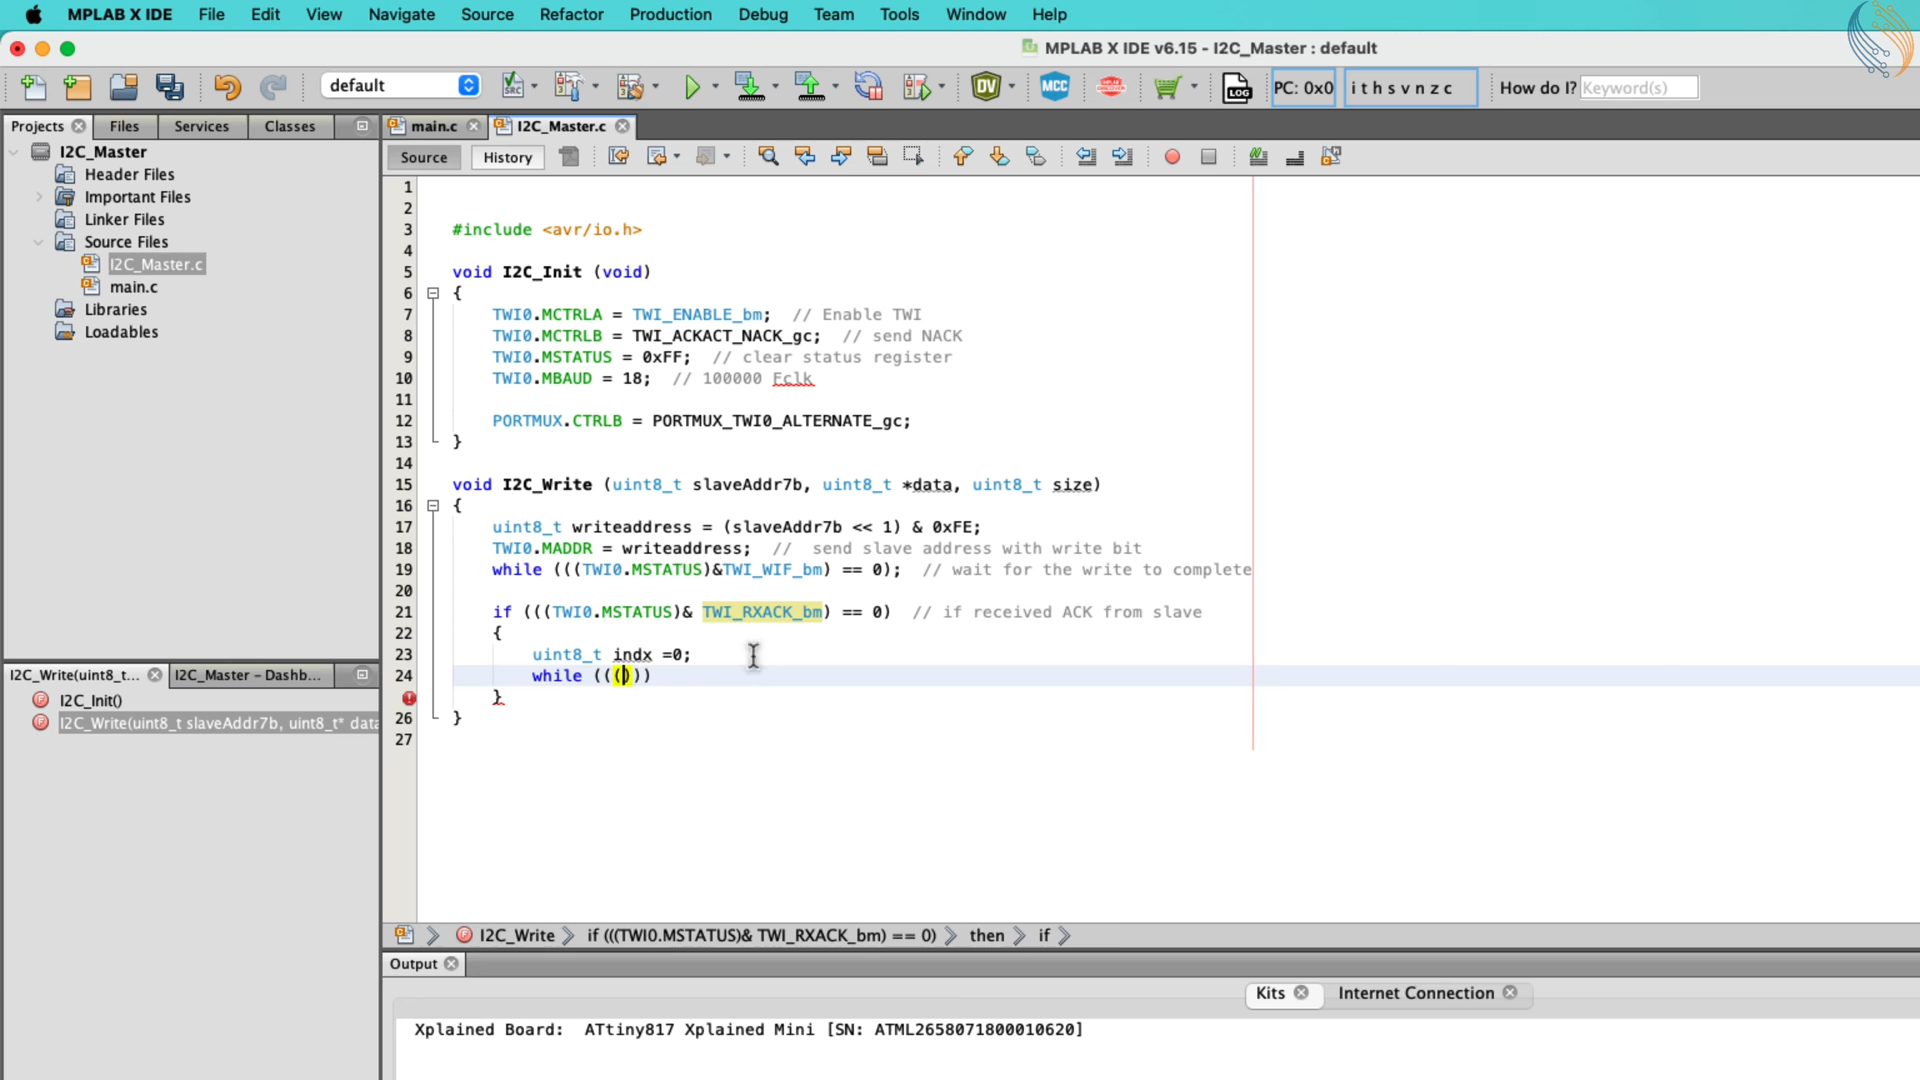 MPLAB X IDE File Edit View Navigate Source Refactor Production Debug Team Tools Window Help
MPLAB X IDE v6.15 - I2C_Master : default
default SRC DV MCC LOG PC: 0x0 i t h s v n z c How do I? Keyword(s)
Projects Files Services Classes
main.c I2C_Master.c
Source History
I2C_Master
Header Files
Important Files
Linker Files
Source Files
I2C_Master.c
main.c
Libraries
Loadables
1
2
3 #include <avr/io.h>
4
5 void I2C_Init (void)
6 {
7 TWI0.MCTRLA = TWI_ENABLE_bm; // Enable TWI
8 TWI0.MCTRLB = TWI_ACKACT_NACK_gc; // send NACK
9 TWI0.MSTATUS = 0xFF; // clear status register
10 TWI0.MBAUD = 18; // 100000 Fclk
11
12 PORTMUX.CTRLB = PORTMUX_TWI0_ALTERNATE_gc;
13 }
14
15 void I2C_Write (uint8_t slaveAddr7b, uint8_t *data, uint8_t size)
16 {
17 uint8_t writeaddress = (slaveAddr7b << 1) & 0xFE;
18 TWI0.MADDR = writeaddress; // send slave address with write bit
19 while (((TWI0.MSTATUS)&TWI_WIF_bm) == 0); // wait for the write to complete
20
21 if (((TWI0.MSTATUS)& TWI_RXACK_bm) == 0) // if received ACK from slave
22 {
23 uint8_t indx =0;
24 while ((()))
}
26 }
27
I2C_Write(uint8_t... I2C_Master – Dashb...
I2C_Init()
I2C_Write(uint8_t slaveAddr7b, uint8_t* data
I2C_Write if (((TWI0.MSTATUS)& TWI_RXACK_bm) == 0) then if
Output
Kits Internet Connection
Xplained Board: ATtiny817 Xplained Mini [SN: ATML2658071800010620]